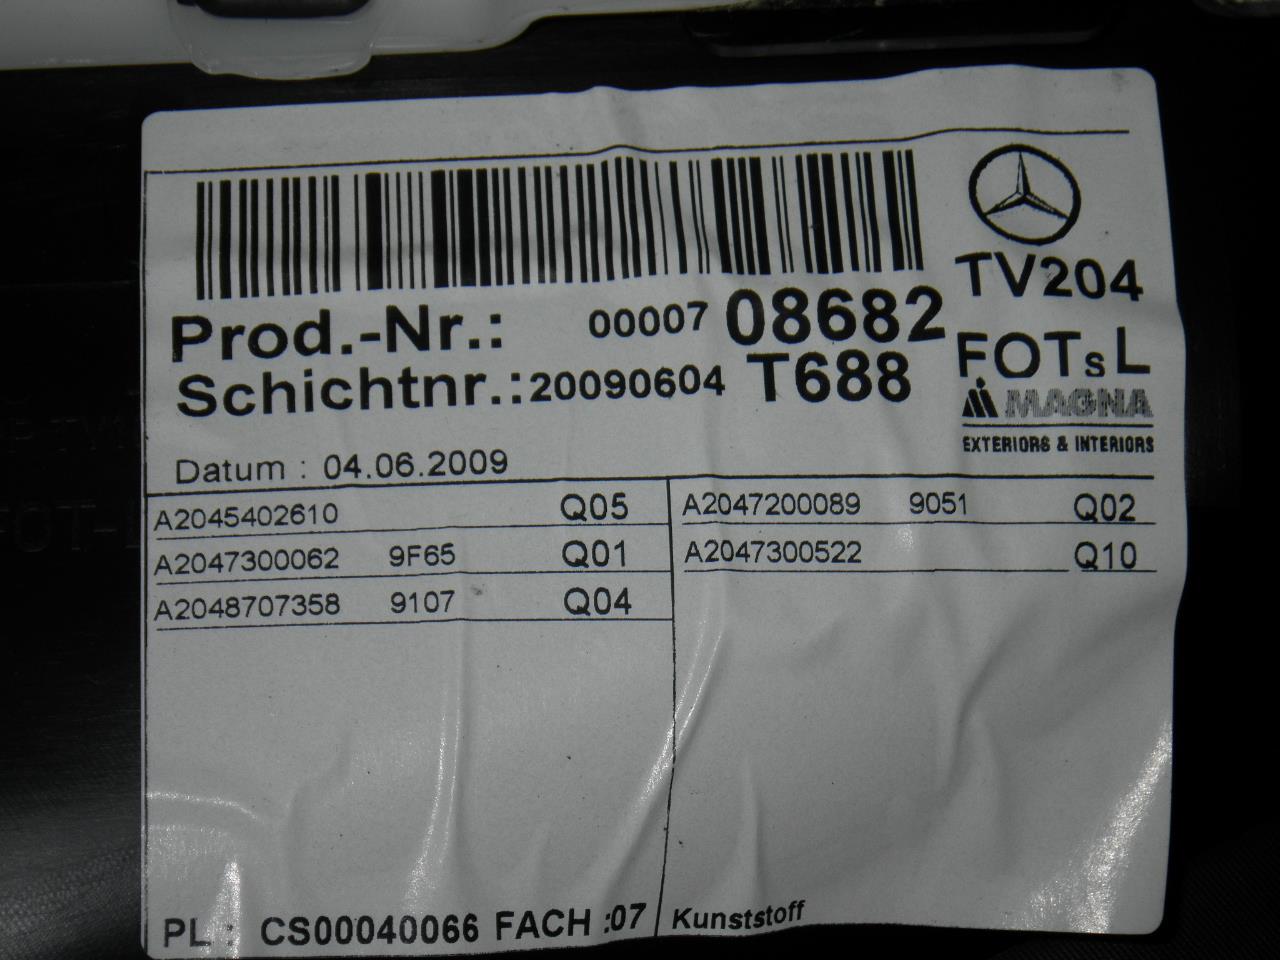 TV204
Prod.-Nr.: 00007 08682
FOTsL
Schichtnr.: 20090604 T688
MAGNA
EXTERIORS & INTERIORS
Datum : 04.06.2009
A2045402610 Q05
A2047300062 9F65 Q01
A2048707358 9107 Q04
A2047200089 9051 Q02
A2047300522 Q10
PL : CS00040066 FACH :07
Kunststoff